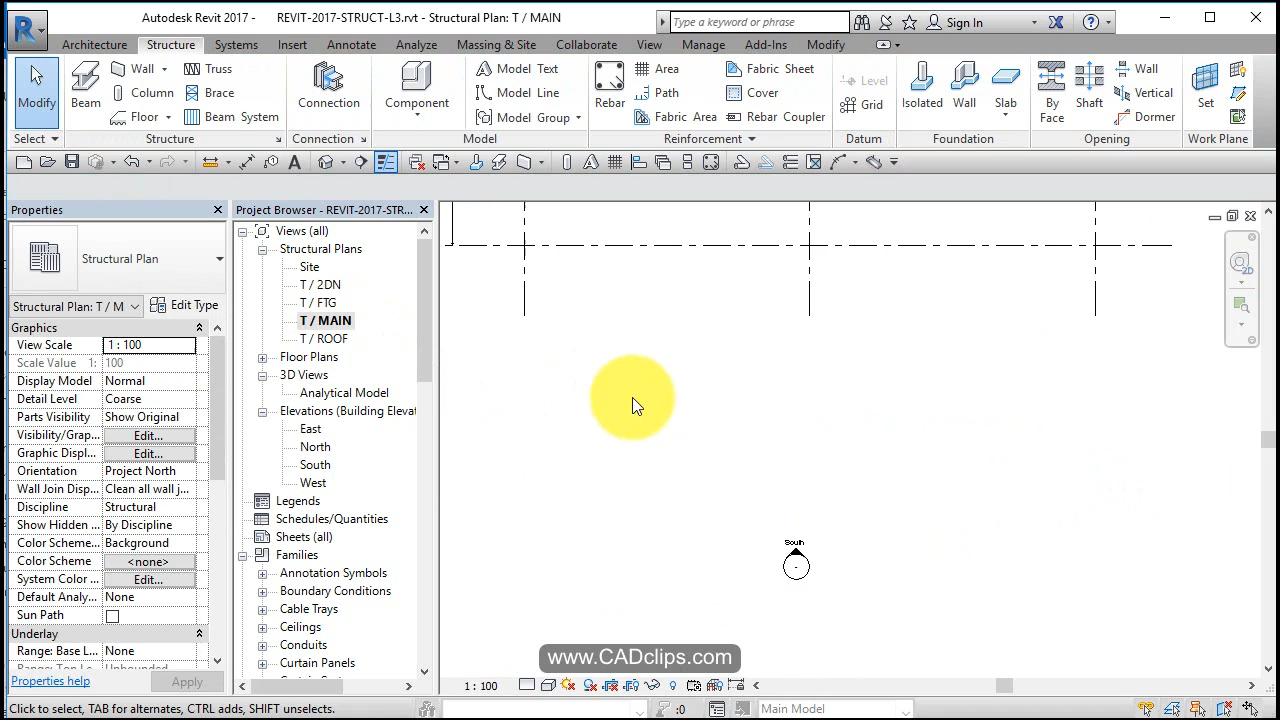 Autodesk Revit 2017 - REVIT-2017-STRUCT-L3.rvt - Structural Plan: T / MAIN
Type a keyword or phrase
Sign In
Architecture Structure Systems Insert Annotate Analyze Massing & Site Collaborate View Manage Add-Ins Modify
Modify
Beam
Wall
Column
Floor
Truss
Brace
Beam System
Connection
Component
Model Text
Model Line
Model Group
Rebar
Area
Path
Fabric Area
Fabric Sheet
Cover
Rebar Coupler
Level
Grid
Isolated
Wall
Slab
By Face
Shaft
Wall
Vertical
Dormer
Set
Select Structure Connection Model Reinforcement Datum Foundation Opening Work Plane
Properties
Structural Plan
Structural Plan: T / M
Edit Type
Graphics
View Scale 1 : 100
Scale Value 1: 100
Display Model Normal
Detail Level Coarse
Parts Visibility Show Original
Visibility/Grap... Edit...
Graphic Displ... Edit...
Orientation Project North
Wall Join Disp... Clean all wall j...
Discipline Structural
Show Hidden ... By Discipline
Color Scheme... Background
Color Scheme <none>
System Color ... Edit...
Default Analy... None
Sun Path
Underlay
Range: Base L... None
Range: Top Le... Unbounded
Properties help
Apply
Project Browser - REVIT-2017-STR...
Views (all)
Structural Plans
Site
T / 2DN
T / FTG
T / MAIN
T / ROOF
Floor Plans
3D Views
Analytical Model
Elevations (Building Elevat
East
North
South
West
Legends
Schedules/Quantities
Sheets (all)
Families
Annotation Symbols
Boundary Conditions
Cable Trays
Ceilings
Conduits
Curtain Panels
South
2D
www.CADclips.com
1 : 100
Click to select, TAB for alternates, CTRL adds, SHIFT unselects.
:0
Main Model